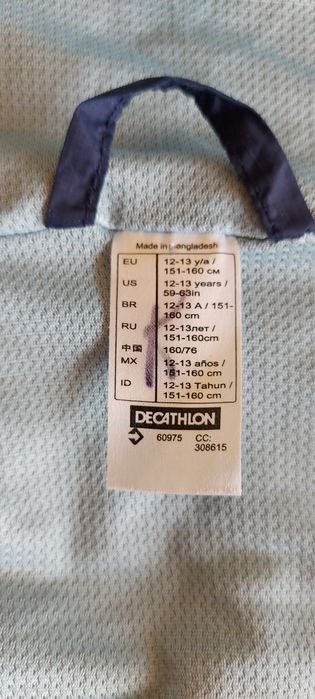 Made in Bangladesh
EU 12-13 y/a /
151-160 см
US 12-13 years /
59-63in
BR 12-13 A / 151-
160 cm
RU 12-13лет /
151-160cm
中国 160/76
MX 12-13 años /
151-160 cm
ID 12-13 Tahun /
151-160 cm
DECATHLON
60975 CC:
308615